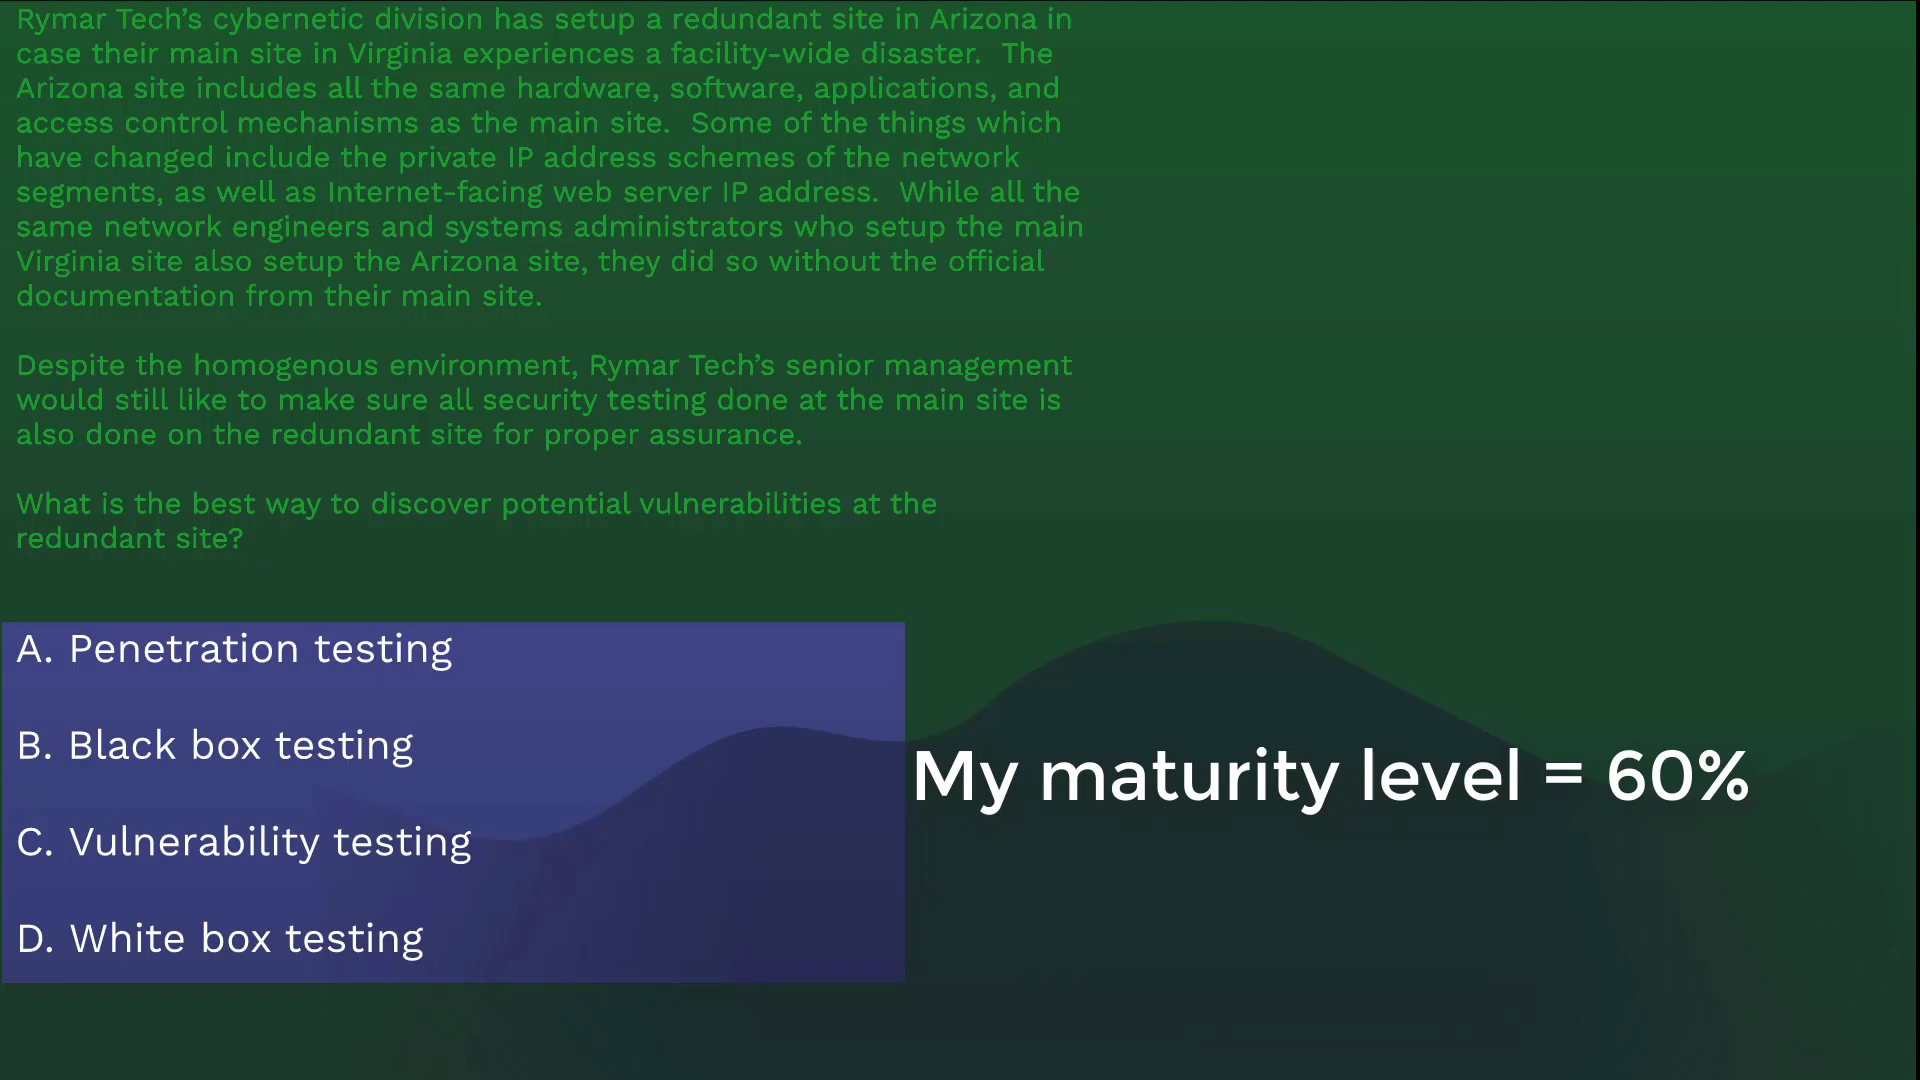 Rymar Tech’s cybernetic division has setup a redundant site in Arizona in
case their main site in Virginia experiences a facility-wide disaster.  The
Arizona site includes all the same hardware, software, applications, and
access control mechanisms as the main site.  Some of the things which
have changed include the private IP address schemes of the network
segments, as well as Internet-facing web server IP address.  While all the
same network engineers and systems administrators who setup the main
Virginia site also setup the Arizona site, they did so without the official
documentation from their main site.
Despite the homogenous environment, Rymar Tech’s senior management
would still like to make sure all security testing done at the main site is
also done on the redundant site for proper assurance.
What is the best way to discover potential vulnerabilities at the
redundant site?
A. Penetration testing
B. Black box testing
My maturity level = 60%
C. Vulnerability testing
D. White box testing